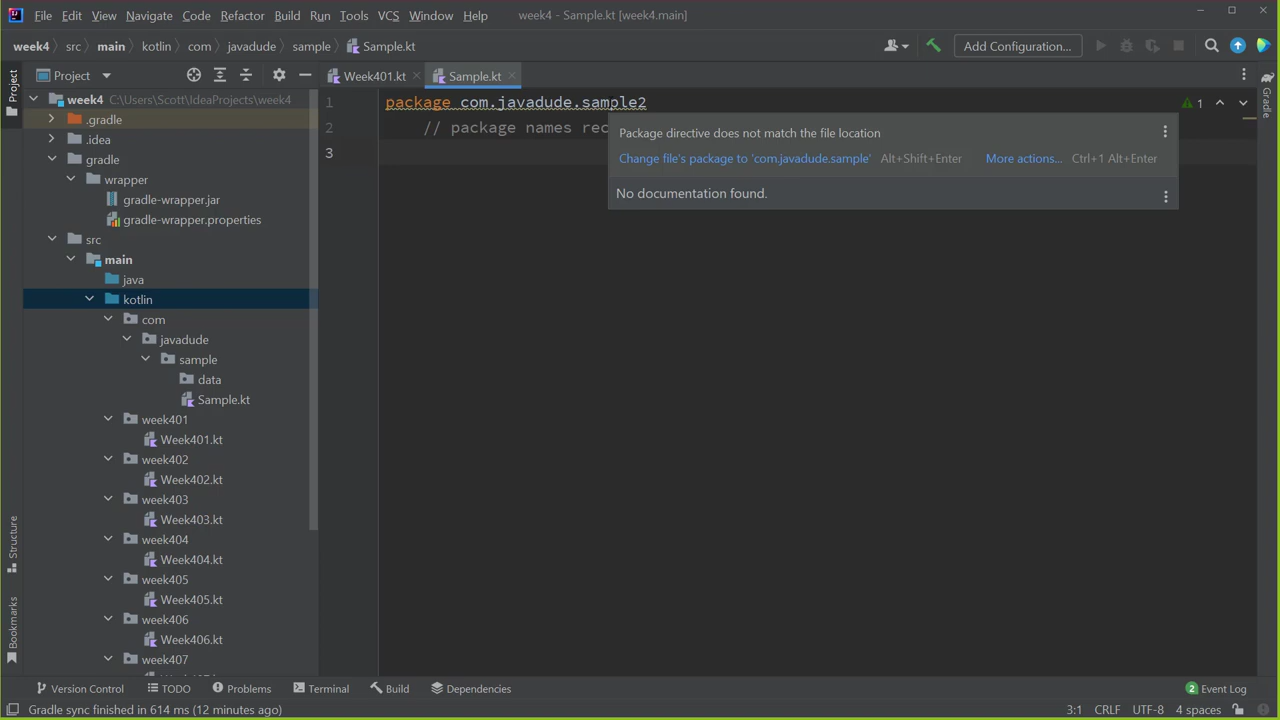 File Edit View Navigate Code Refactor Build Run Tools VCS Window Help week4 - Sample.kt [week4.main]
week4 src main kotlin com javadude sample Sample.kt Add Configuration...
Project Week401.kt Sample.kt
Project
Gradle
Structure
Bookmarks
week4 C:\Users\Scott\IdeaProjects\week4
.gradle
.idea
gradle
wrapper
gradle-wrapper.jar
gradle-wrapper.properties
src
main
java
kotlin
com
javadude
sample
data
Sample.kt
week401
Week401.kt
week402
Week402.kt
week403
Week403.kt
week404
Week404.kt
week405
Week405.kt
week406
Week406.kt
week407
1 package com.javadude.sample2 1
2 // package names rec
3
Package directive does not match the file location
Change file's package to 'com.javadude.sample' Alt+Shift+Enter More actions... Ctrl+1 Alt+Enter
No documentation found.
Version Control TODO Problems Terminal Build Dependencies 2 Event Log
Gradle sync finished in 614 ms (12 minutes ago) 3:1 CRLF UTF-8 4 spaces